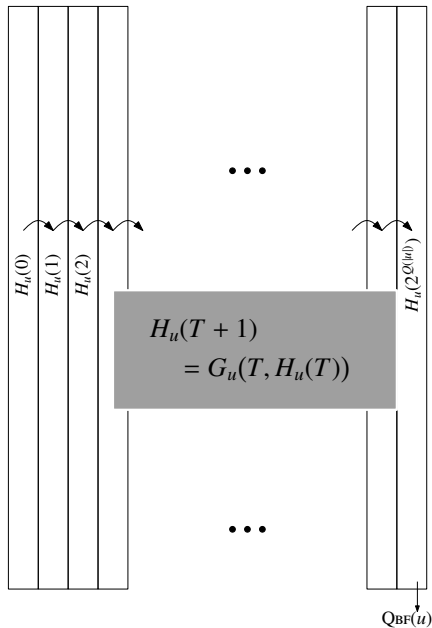 H_u(0)
H_u(1)
H_u(2)
•••
H_u(2^{Q(|u|)})
H_u(T + 1)
= G_u(T, H_u(T))
•••
QBF(u)